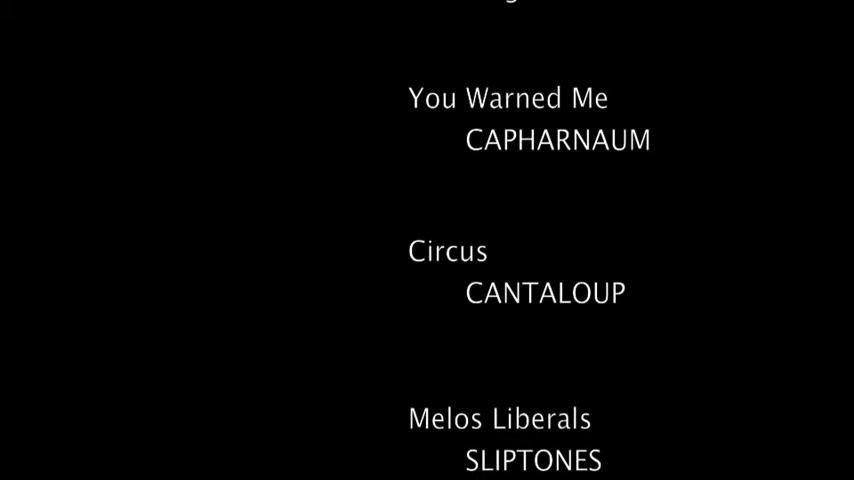 You Warned Me
CAPHARNAUM
Circus
CANTALOUP
Melos Liberals
SLIPTONES